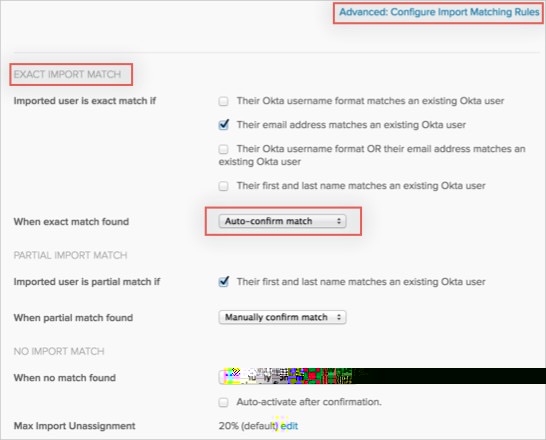 Advanced: Configure Import Matching Rules
EXACT IMPORT MATCH
Imported user is exact match if
Their Okta username format matches an existing Okta user
Their email address matches an existing Okta user
Their Okta username format OR their email address matches an
existing Okta user
Their first and last name matches an existing Okta user
When exact match found
Auto-confirm match
PARTIAL IMPORT MATCH
Imported user is partial match if
Their first and last name matches an existing Okta user
When partial match found
Manually confirm match
NO IMPORT MATCH
When no match found
Auto-activate after confirmation.
Max Import Unassignment
20% (default) edit